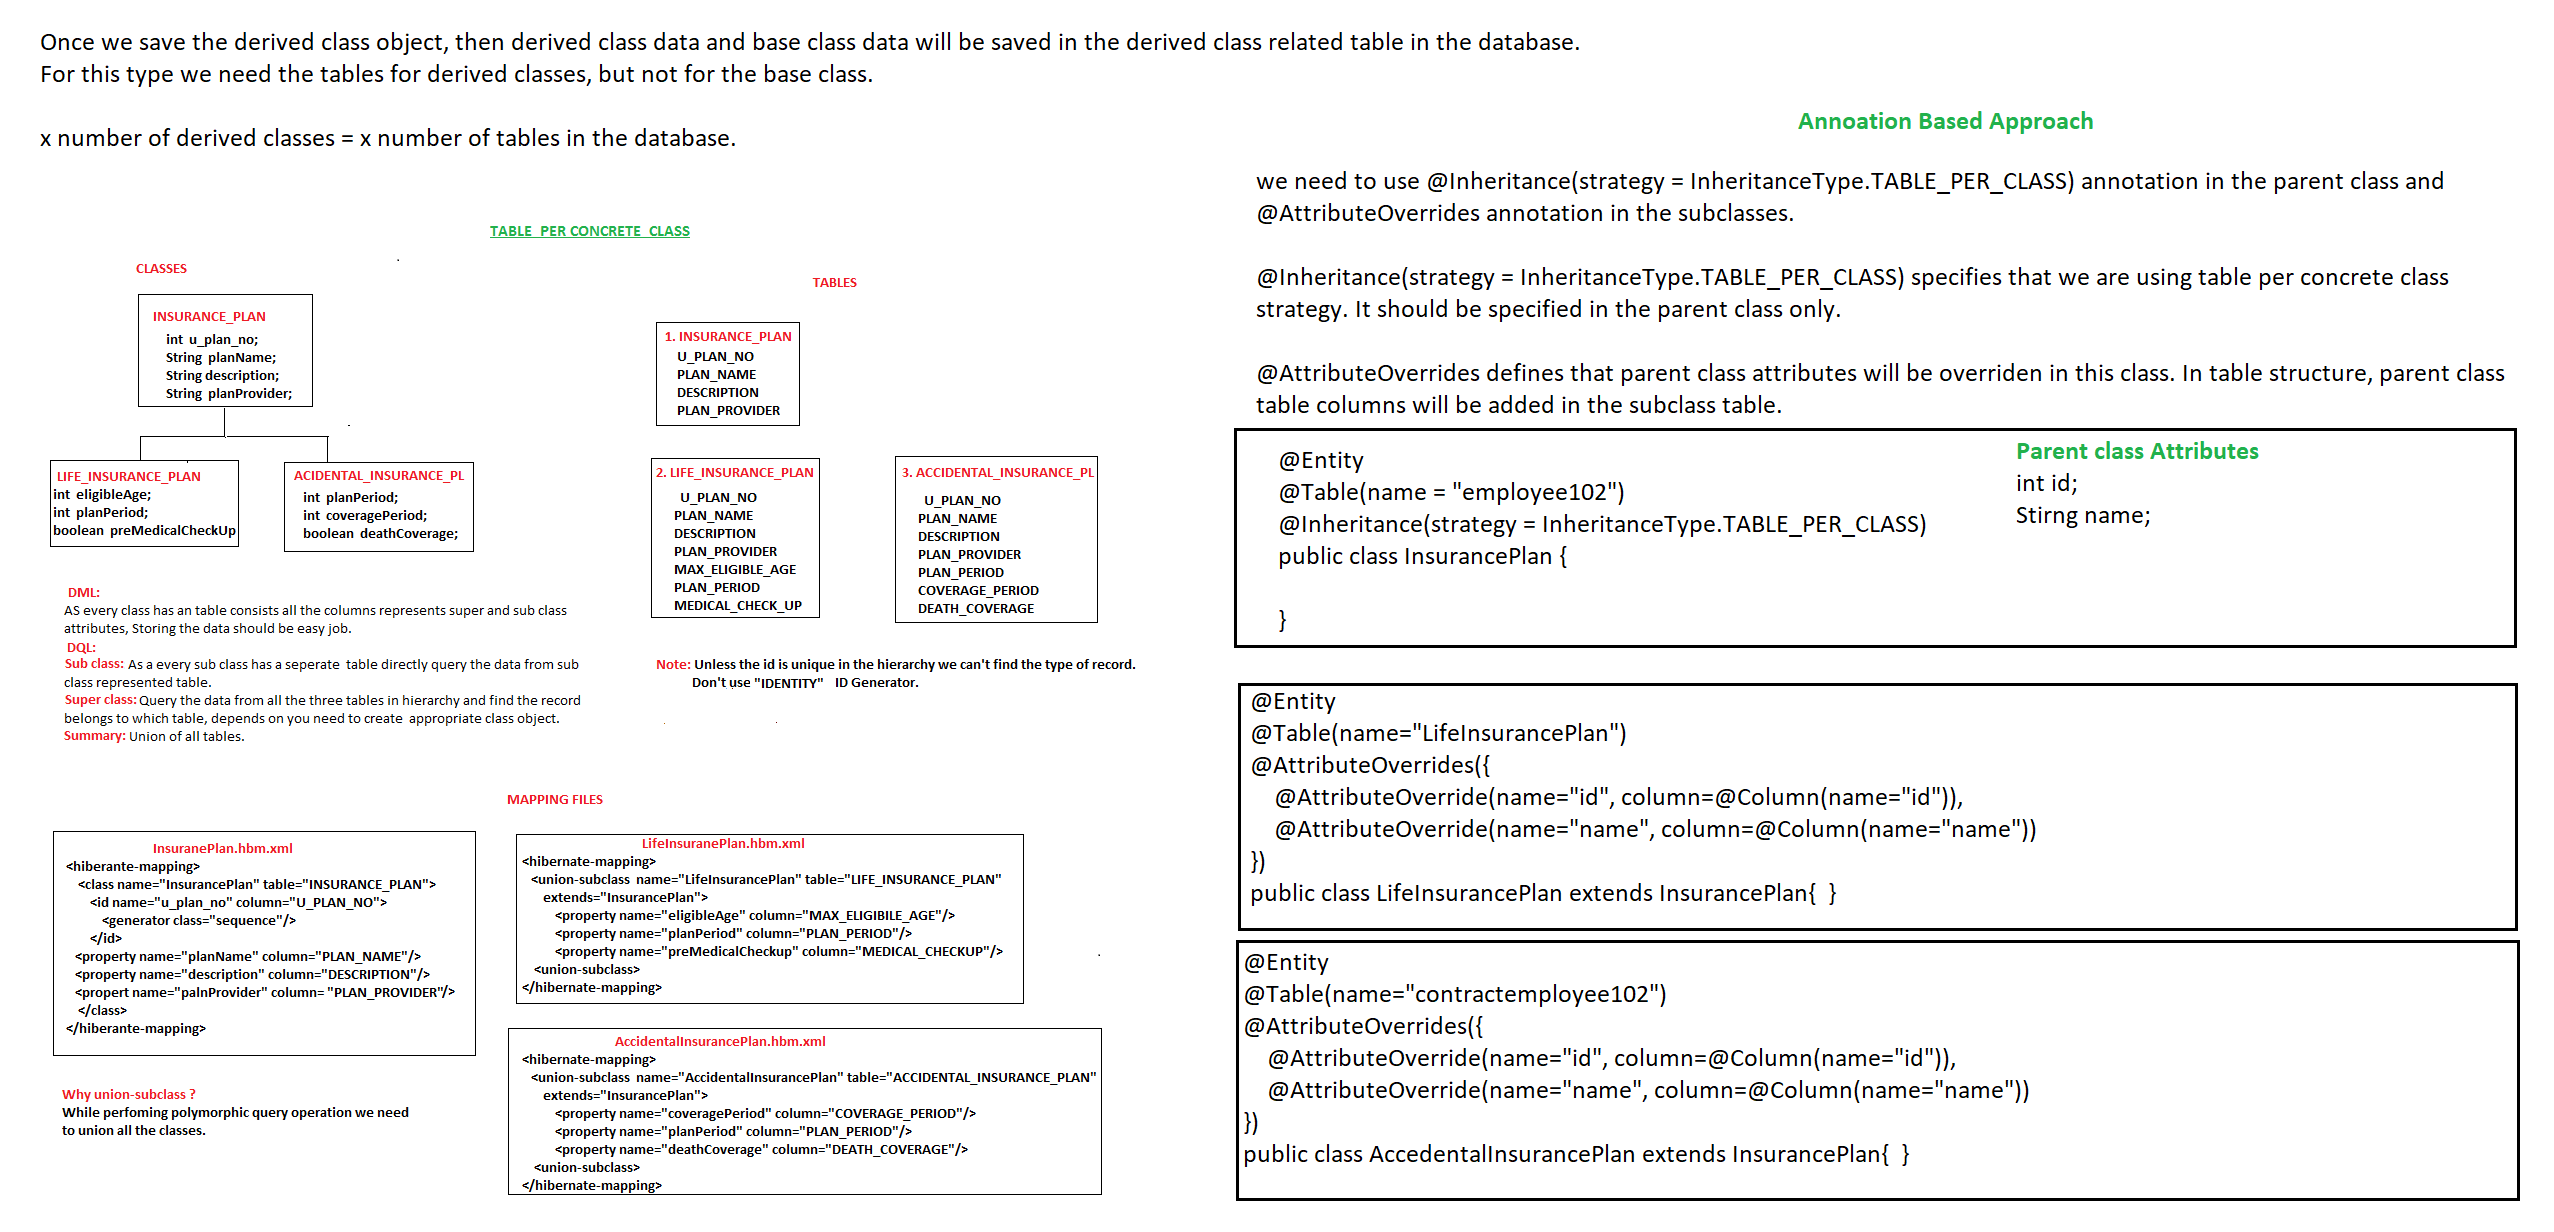 Once we save the derived class object, then derived class data and base class data will be saved in the derived class related table in the database.
For this type we need the tables for derived classes, but not for the base class.
x number of derived classes = x number of tables in the database.
TABLE PER CONCRETE CLASS
CLASSES
INSURANCE_PLAN
int u_plan_no;
String planName;
String description;
String planProvider;
LIFE_INSURANCE_PLAN
int eligibleAge;
int planPeriod;
boolean preMedicalCheckUp
ACIDENTAL_INSURANCE_PL
int planPeriod;
int coveragePeriod;
boolean deathCoverage;
TABLES
1. INSURANCE_PLAN
U_PLAN_NO
PLAN_NAME
DESCRIPTION
PLAN_PROVIDER
2. LIFE_INSURANCE_PLAN
U_PLAN_NO
PLAN_NAME
DESCRIPTION
PLAN_PROVIDER
MAX_ELIGIBLE_AGE
PLAN_PERIOD
MEDICAL_CHECK_UP
3. ACCIDENTAL_INSURANCE_PL
U_PLAN_NO
PLAN_NAME
DESCRIPTION
PLAN_PROVIDER
PLAN_PERIOD
COVERAGE_PERIOD
DEATH_COVERAGE
DML:
AS every class has an table consists all the columns represents super and sub class
attributes, Storing the data should be easy job.
DQL:
Sub class: As a every sub class has a seperate table directly query the data from sub
class represented table.
Super class: Query the data from all the three tables in hierarchy and find the record
belongs to which table, depends on you need to create appropriate class object.
Summary: Union of all tables.
Note: Unless the id is unique in the hierarchy we can't find the type of record.
Don't use "IDENTITY" ID Generator.
MAPPING FILES
InsuranePlan.hbm.xml
<hiberante-mapping>
<class name="InsurancePlan" table="INSURANCE_PLAN">
<id name="u_plan_no" column="U_PLAN_NO">
<generator class="sequence"/>
</id>
<property name="planName" column="PLAN_NAME"/>
<property name="description" column="DESCRIPTION"/>
<propert name="palnProvider" column= "PLAN_PROVIDER"/>
</class>
</hiberante-mapping>
LifeInsuranePlan.hbm.xml
<hibernate-mapping>
<union-subclass name="LifeInsurancePlan" table="LIFE_INSURANCE_PLAN"
extends="InsurancePlan">
<property name="eligibleAge" column="MAX_ELIGIBILE_AGE"/>
<property name="planPeriod" column="PLAN_PERIOD"/>
<property name="preMedicalCheckup" column="MEDICAL_CHECKUP"/>
<union-subclass>
</hibernate-mapping>
AccidentalInsurancePlan.hbm.xml
<hibernate-mapping>
<union-subclass name="AccidentalInsurancePlan" table="ACCIDENTAL_INSURANCE_PLAN"
extends="InsurancePlan">
<property name="coveragePeriod" column="COVERAGE_PERIOD"/>
<property name="planPeriod" column="PLAN_PERIOD"/>
<property name="deathCoverage" column="DEATH_COVERAGE"/>
<union-subclass>
</hibernate-mapping>
Why union-subclass ?
While perfoming polymorphic query operation we need
to union all the classes.
Annoation Based Approach
we need to use @Inheritance(strategy = InheritanceType.TABLE_PER_CLASS) annotation in the parent class and
@AttributeOverrides annotation in the subclasses.
@Inheritance(strategy = InheritanceType.TABLE_PER_CLASS) specifies that we are using table per concrete class
strategy. It should be specified in the parent class only.
@AttributeOverrides defines that parent class attributes will be overriden in this class. In table structure, parent class
table columns will be added in the subclass table.
@Entity
@Table(name = "employee102")
@Inheritance(strategy = InheritanceType.TABLE_PER_CLASS)
public class InsurancePlan {
}
Parent class Attributes
int id;
Stirng name;
@Entity
@Table(name="LifeInsurancePlan")
@AttributeOverrides({
@AttributeOverride(name="id", column=@Column(name="id")),
@AttributeOverride(name="name", column=@Column(name="name"))
})
public class LifeInsurancePlan extends InsurancePlan{ }
@Entity
@Table(name="contractemployee102")
@AttributeOverrides({
@AttributeOverride(name="id", column=@Column(name="id")),
@AttributeOverride(name="name", column=@Column(name="name"))
})
public class AccedentalInsurancePlan extends InsurancePlan{ }